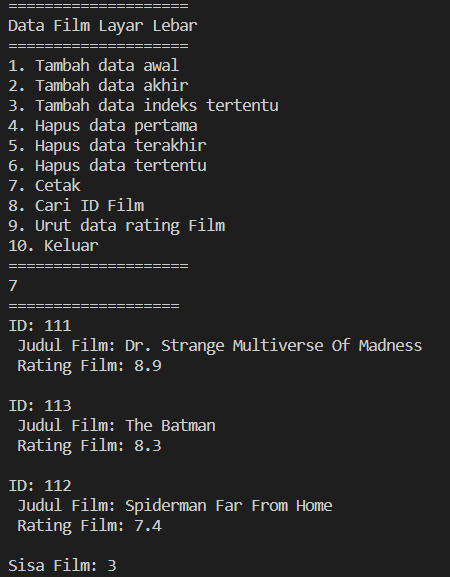 =====================
Data Film Layar Lebar
=====================
1. Tambah data awal
2. Tambah data akhir
3. Tambah data indeks tertentu
4. Hapus data pertama
5. Hapus data terakhir
6. Hapus data tertentu
7. Cetak
8. Cari ID Film
9. Urut data rating Film
10. Keluar
=====================
7
====================
ID: 111
 Judul Film: Dr. Strange Multiverse Of Madness
 Rating Film: 8.9

ID: 113
 Judul Film: The Batman
 Rating Film: 8.3

ID: 112
 Judul Film: Spiderman Far From Home
 Rating Film: 7.4

Sisa Film: 3